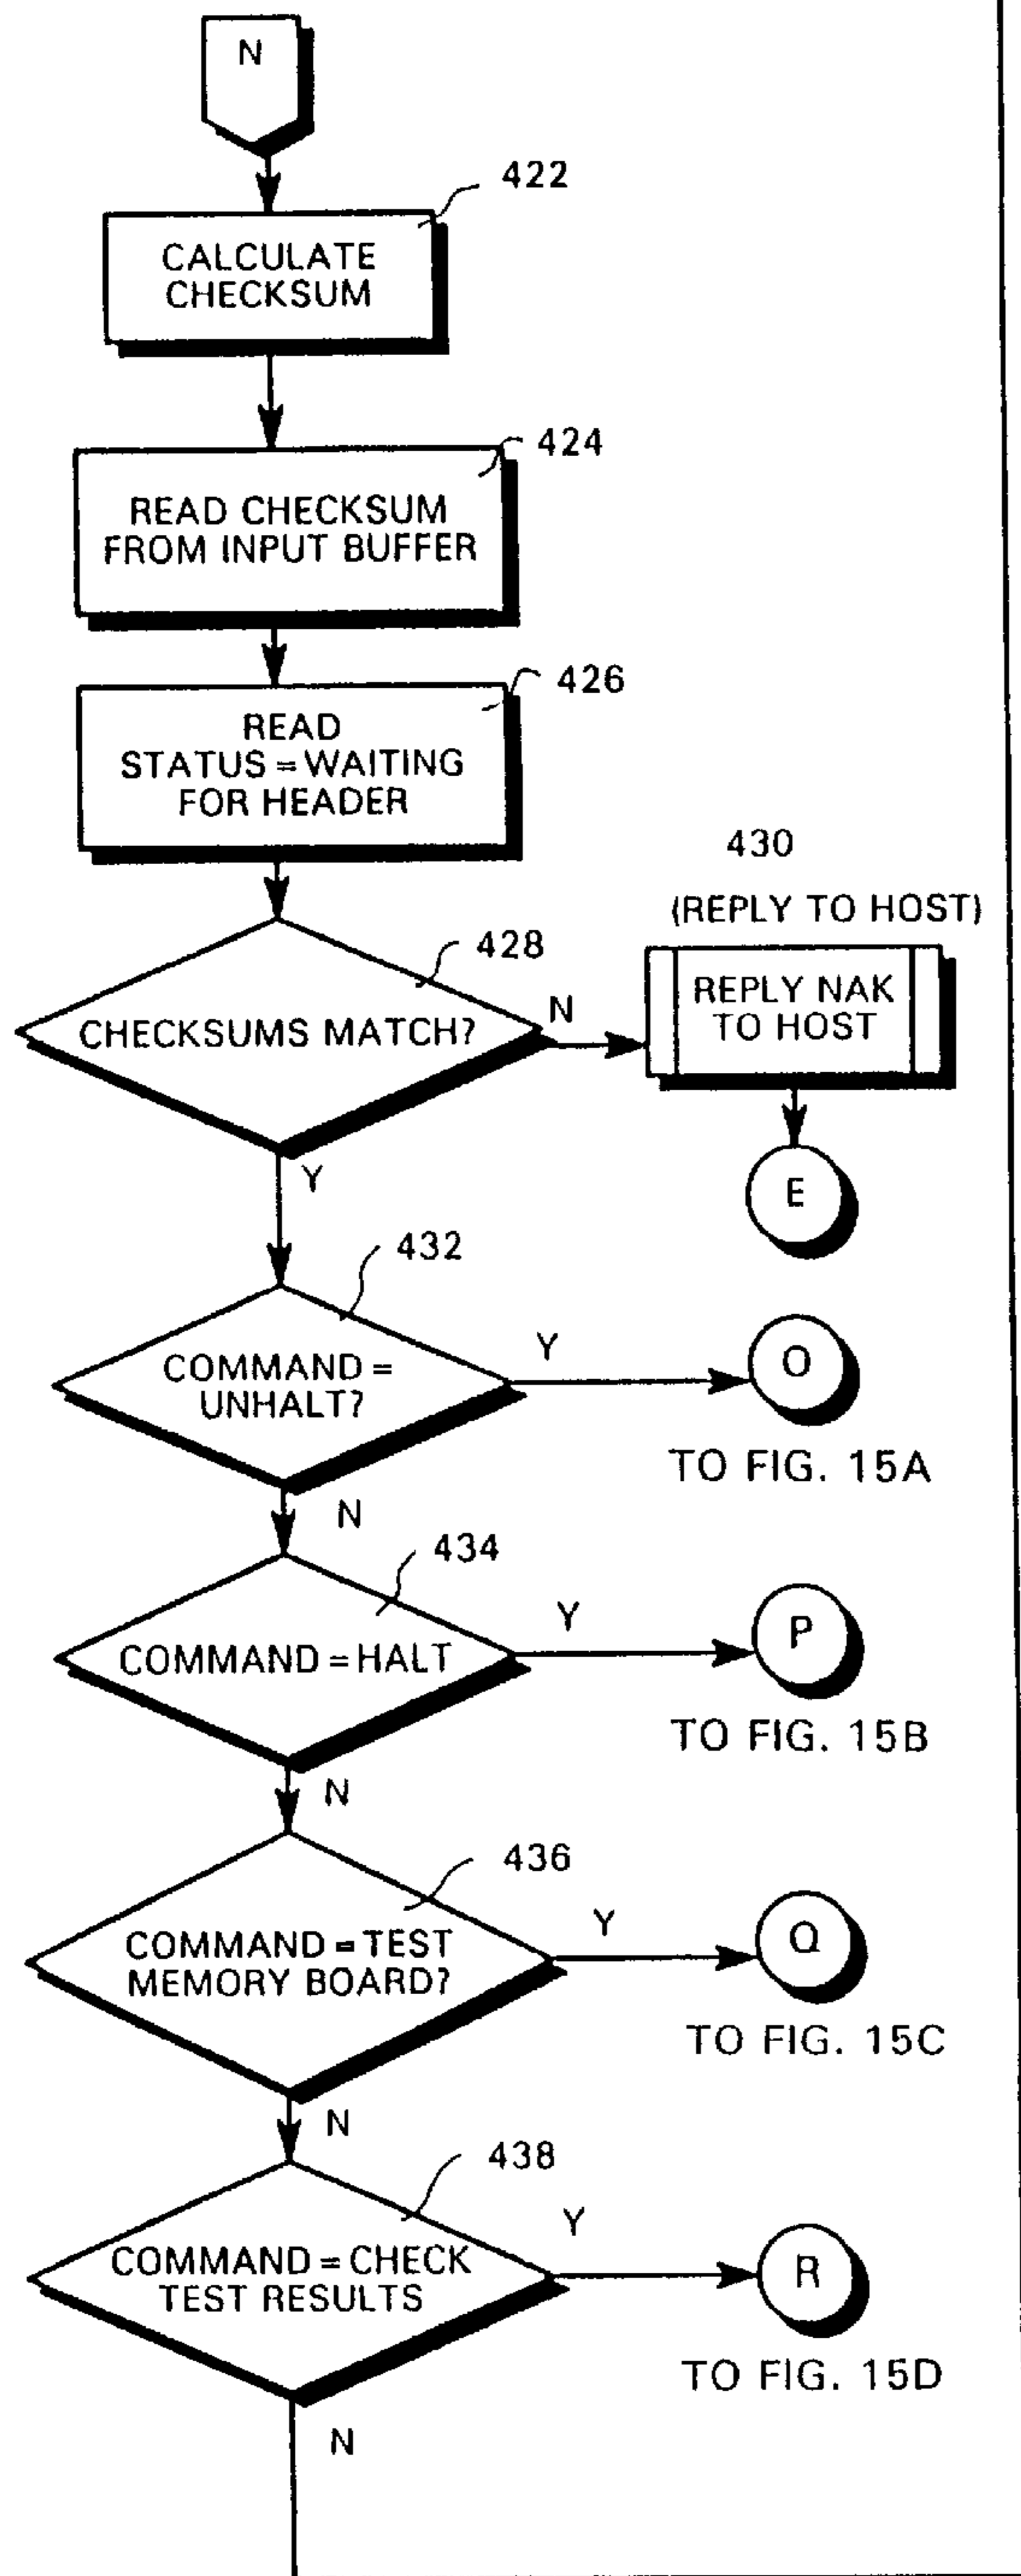 N
422
CALCULATE
CHECKSUM
424
READ CHECKSUM
FROM INPUT BUFFER
426
READ
STATUS = WAITING
FOR HEADER
430
(REPLY TO HOST)
428
CHECKSUMS MATCH?
N
REPLY NAK
TO HOST
Y
E
432
COMMAND =
UNHALT?
Y
O
TO FIG. 15A
N
434
COMMAND = HALT
Y
P
TO FIG. 15B
N
436
COMMAND = TEST
MEMORY BOARD?
Y
Q
TO FIG. 15C
N
438
COMMAND = CHECK
TEST RESULTS
Y
R
TO FIG. 15D
N